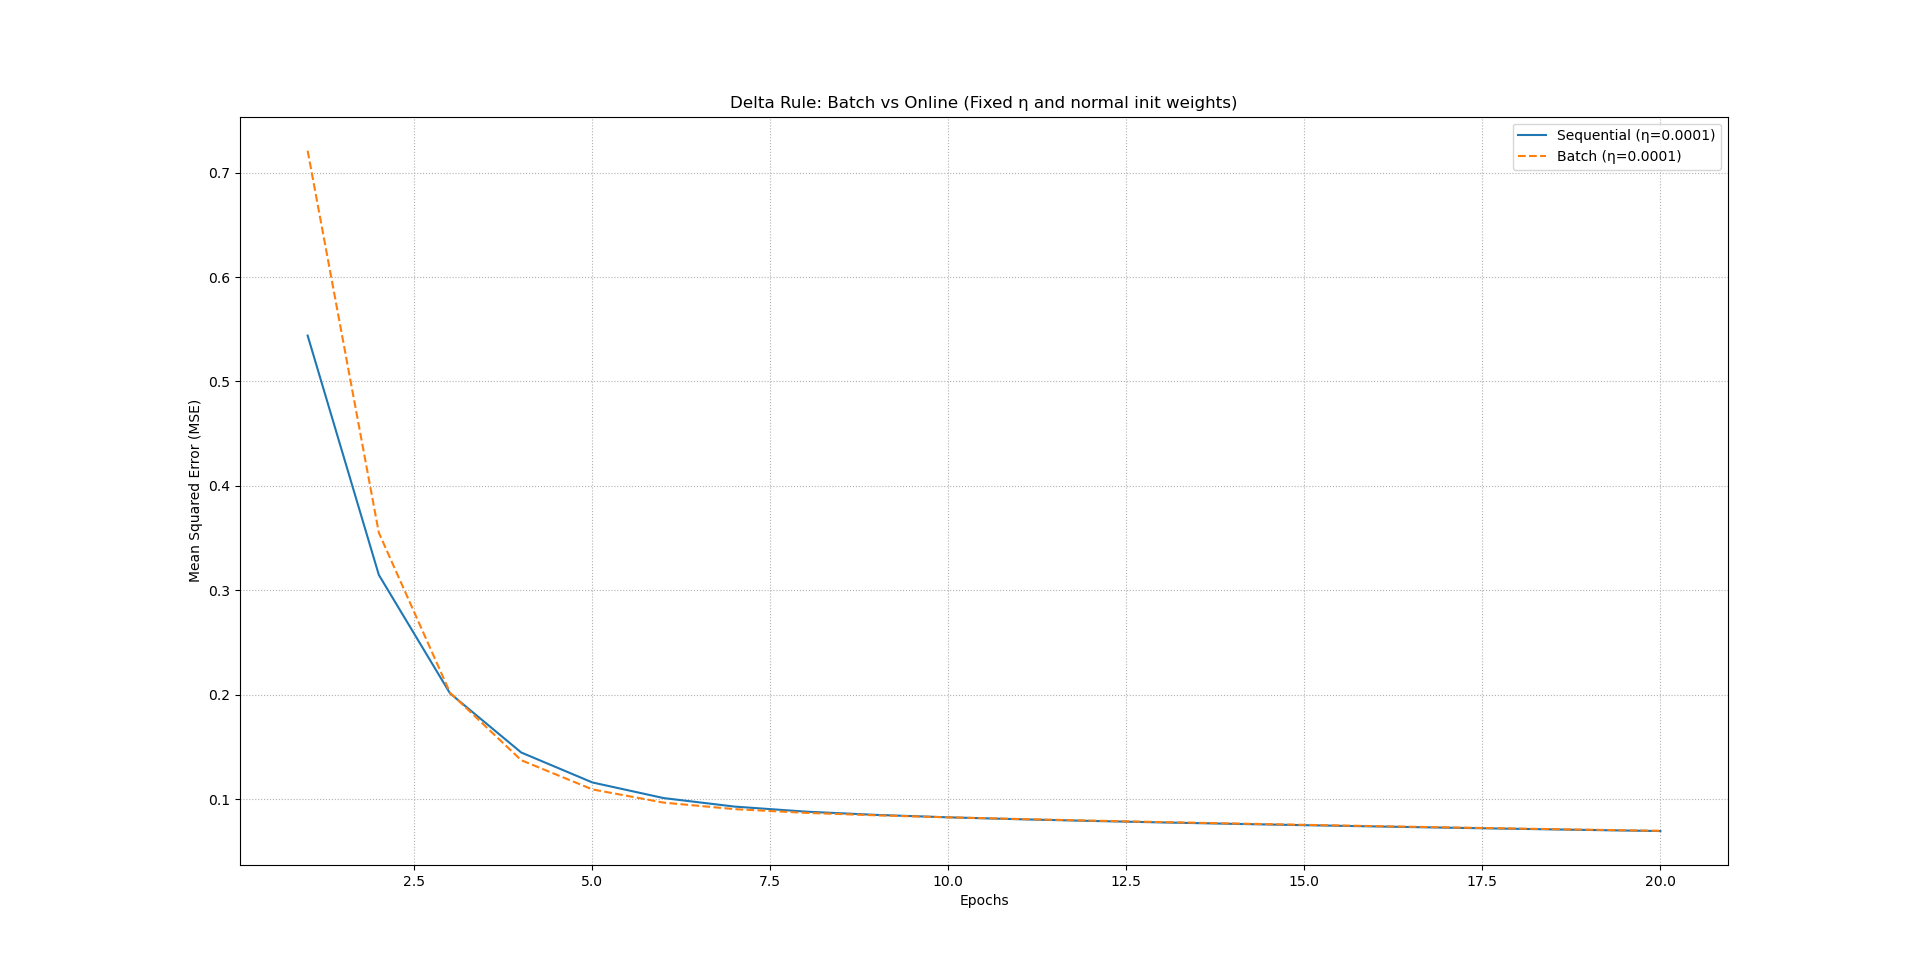 Delta Rule: Batch vs Online (Fixed η and normal init weights)
Sequential (η=0.0001)
Batch (η=0.0001)
Mean Squared Error (MSE)
0.7
0.6
0.5
0.4
0.3
0.2
0.1
2.5 5.0 7.5 10.0 12.5 15.0 17.5 20.0
Epochs